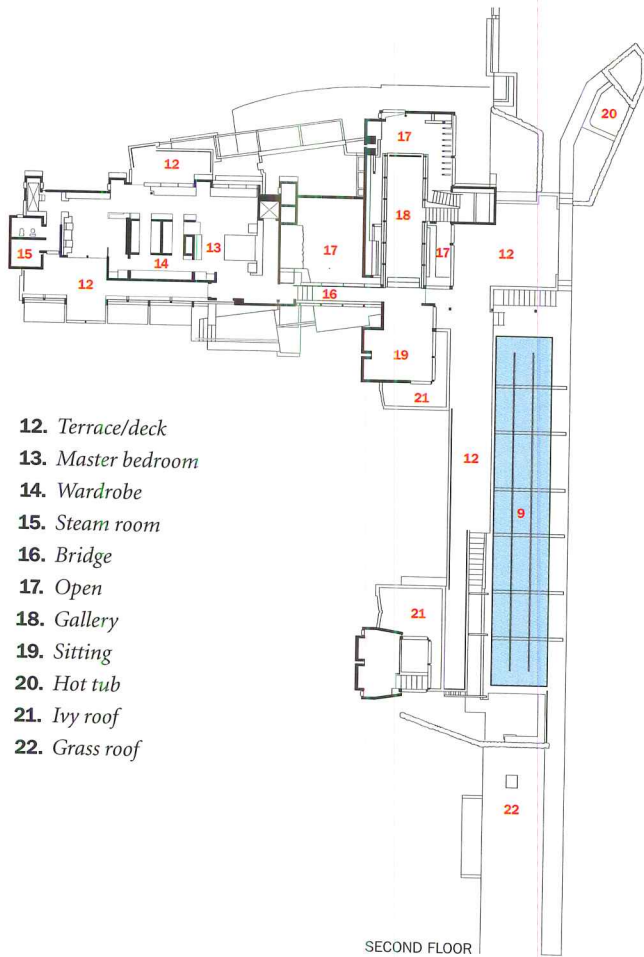 20
17
12
18
15
13
17
17
12
14
12
16
19
21
12. Terrace/deck
13. Master bedroom
14. Wardrobe
15. Steam room
16. Bridge
17. Open
18. Gallery
19. Sitting
20. Hot tub
21. Ivy roof
22. Grass roof
12
9
21
22
SECOND FLOOR